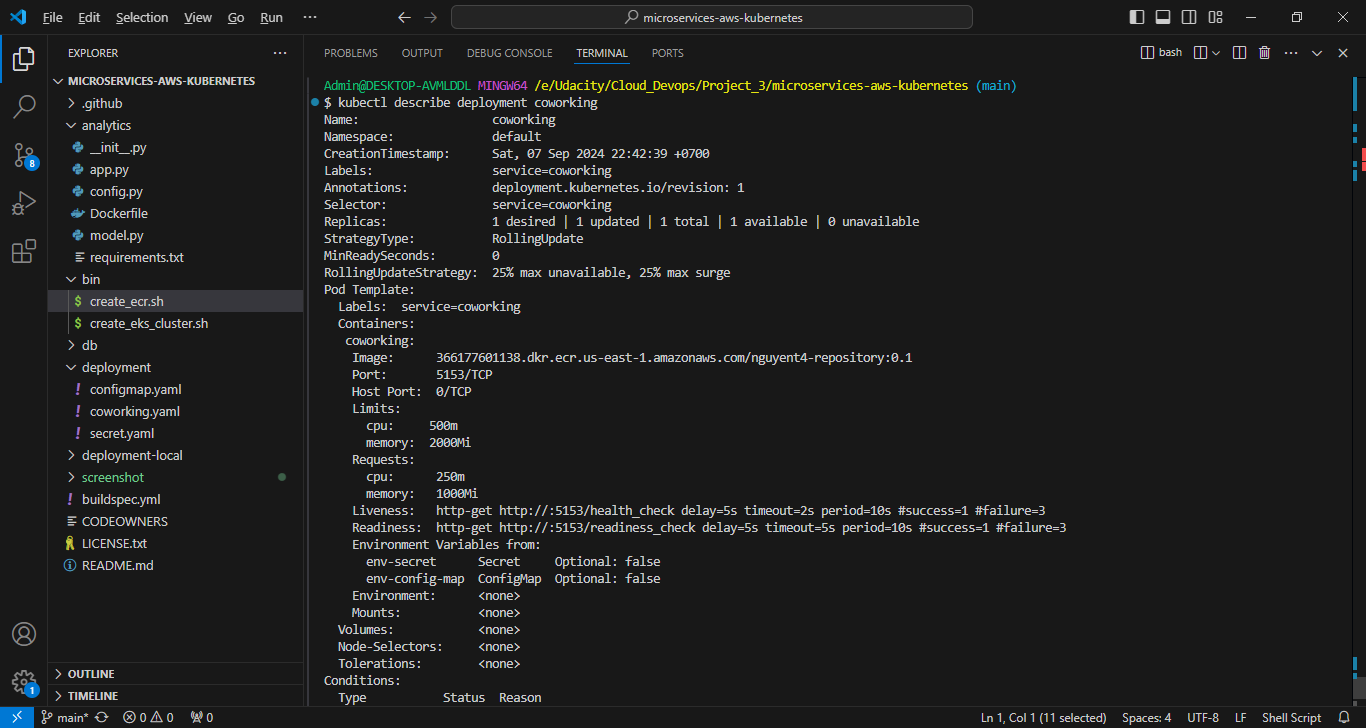 File Edit Selection View Go Run ··· microservices-aws-kubernetes
EXPLORER ···
MICROSERVICES-AWS-KUBERNETES
.github
analytics
__init__.py
app.py
config.py
Dockerfile
model.py
requirements.txt
bin
$ create_ecr.sh
$ create_eks_cluster.sh
db
deployment
! configmap.yaml
! coworking.yaml
! secret.yaml
deployment-local
screenshot
! buildspec.yml
CODEOWNERS
LICENSE.txt
README.md
OUTLINE
TIMELINE
8
1
PROBLEMS OUTPUT DEBUG CONSOLE TERMINAL PORTS bash ···
Admin@DESKTOP-AVMLDDL MINGW64 /e/Udacity/Cloud_Devops/Project_3/microservices-aws-kubernetes (main)
$ kubectl describe deployment coworking
Name: coworking
Namespace: default
CreationTimestamp: Sat, 07 Sep 2024 22:42:39 +0700
Labels: service=coworking
Annotations: deployment.kubernetes.io/revision: 1
Selector: service=coworking
Replicas: 1 desired | 1 updated | 1 total | 1 available | 0 unavailable
StrategyType: RollingUpdate
MinReadySeconds: 0
RollingUpdateStrategy: 25% max unavailable, 25% max surge
Pod Template:
Labels: service=coworking
Containers:
coworking:
Image: 366177601138.dkr.ecr.us-east-1.amazonaws.com/nguyent4-repository:0.1
Port: 5153/TCP
Host Port: 0/TCP
Limits:
cpu: 500m
memory: 2000Mi
Requests:
cpu: 250m
memory: 1000Mi
Liveness: http-get http://:5153/health_check delay=5s timeout=2s period=10s #success=1 #failure=3
Readiness: http-get http://:5153/readiness_check delay=5s timeout=5s period=10s #success=1 #failure=3
Environment Variables from:
env-secret Secret Optional: false
env-config-map ConfigMap Optional: false
Environment: <none>
Mounts: <none>
Volumes: <none>
Node-Selectors: <none>
Tolerations: <none>
Conditions:
Type Status Reason
main* 0 0 0 Ln 1, Col 1 (11 selected) Spaces: 4 UTF-8 LF Shell Script